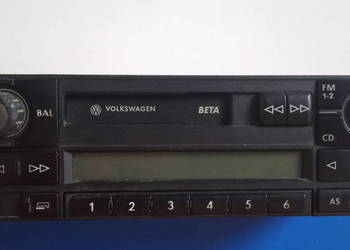 FM
1-2
BAL
VOLKSWAGEN BETA
CD
1 2 3 4 5 6
AS